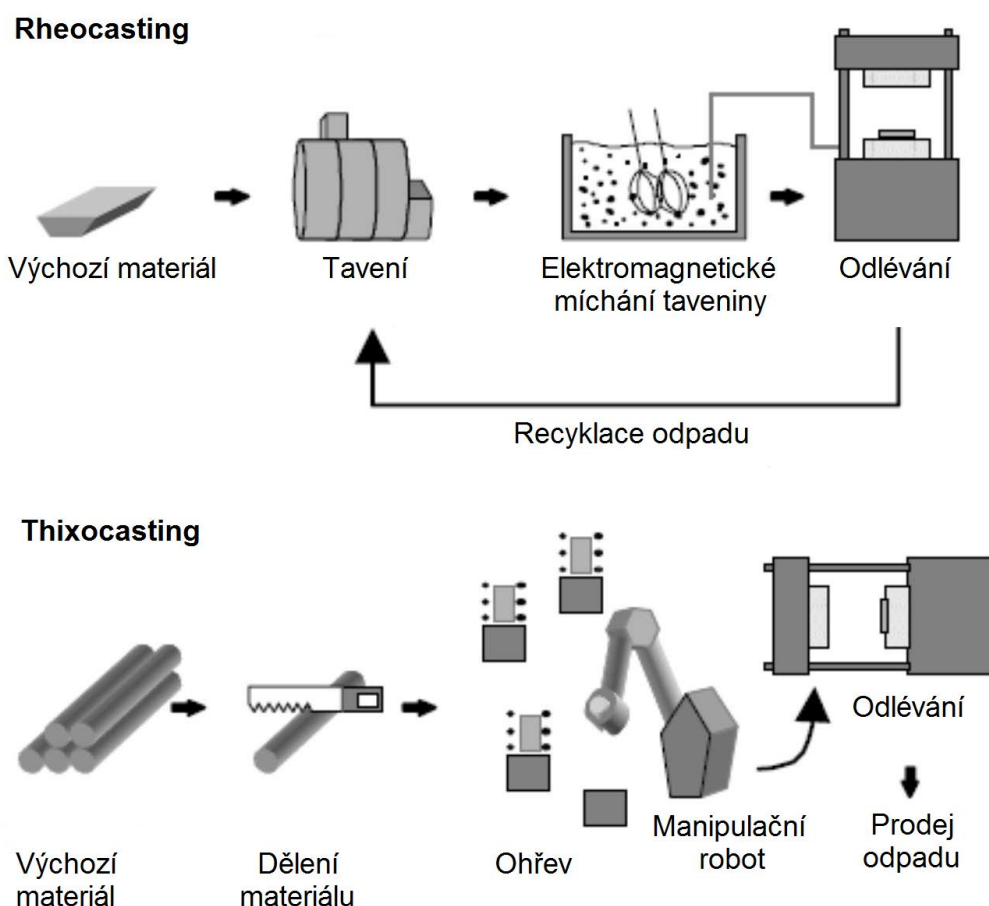 Rheocasting
Výchozí materiál
Tavení
Elektromagnetické
míchání taveniny
Odlévání
Recyklace odpadu
Thixocasting
Výchozí
materiál
Dělení
materiálu
Ohřev
Manipulační
robot
Odlévání
Prodej
odpadu